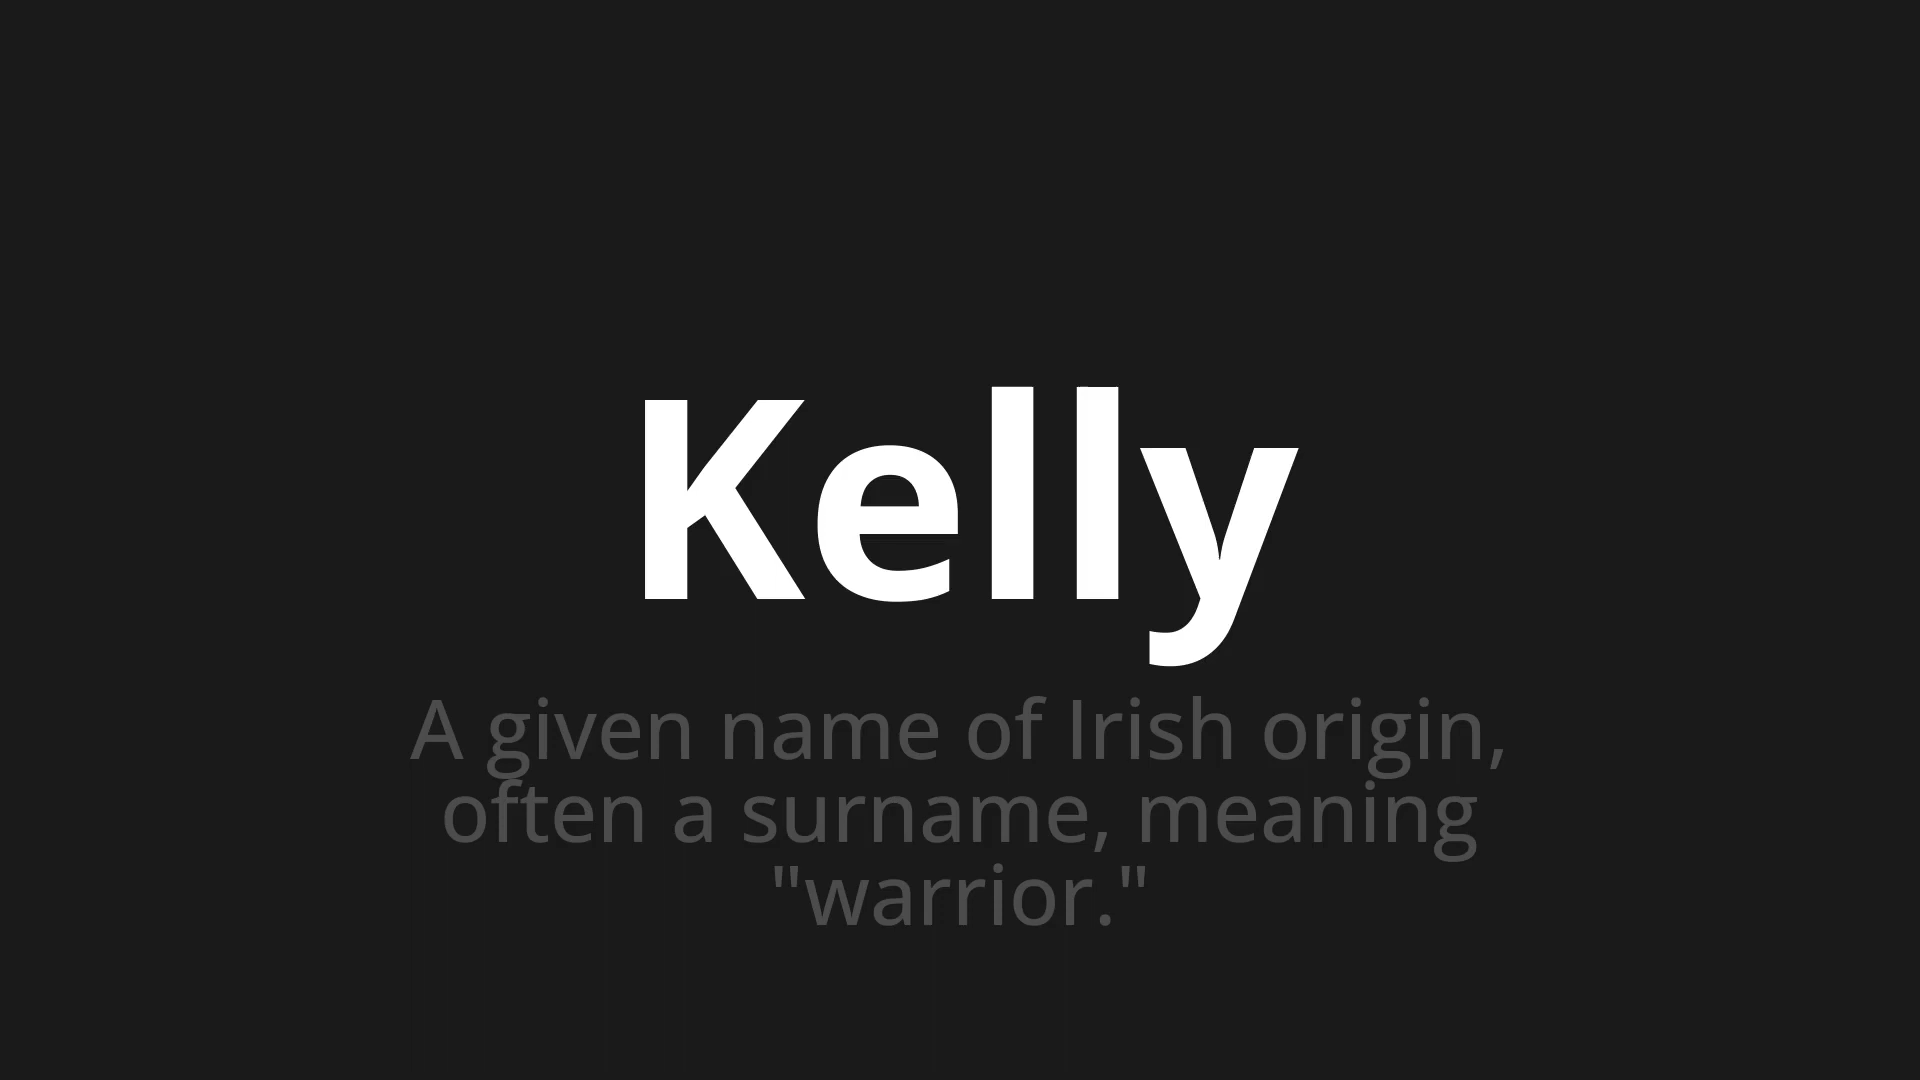 Kelly
A given name of Irish origin,
often a surname, meaning
"warrior."